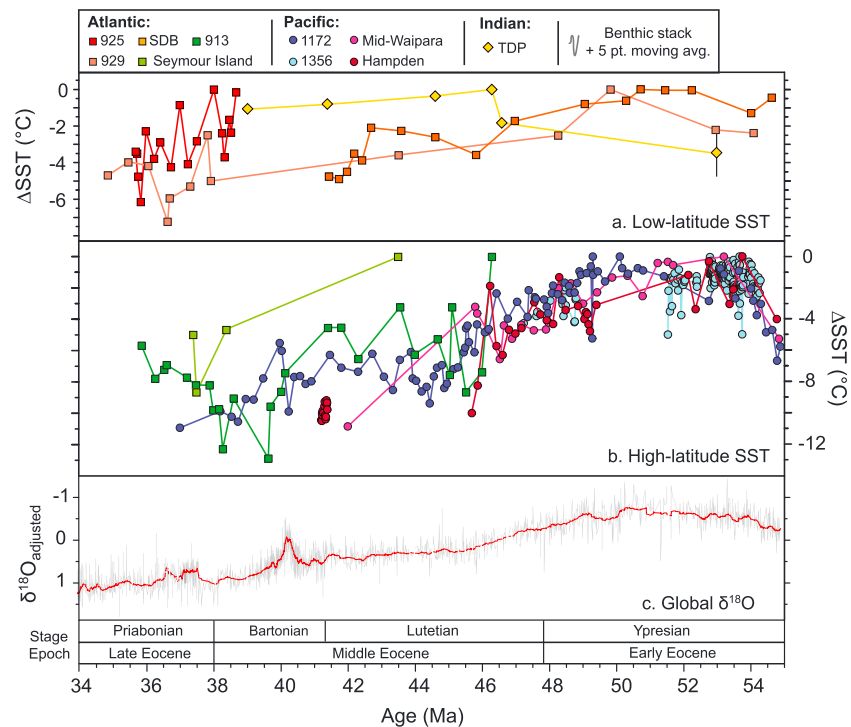 Atlantic: Pacific: Indian:
925 SDB 913 1172 Mid-Waipara TDP Benthic stack
+ 5 pt. moving avg.
929 Seymour Island 1356 Hampden
0
-2
-4
-6
ΔSST (°C)
a. Low-latitude SST
0
-4
-8
-12
ΔSST (°C)
b. High-latitude SST
-1
0
1
δ18Oadjusted
c. Global δ18O
Stage Priabonian Bartonian Lutetian Ypresian
Epoch Late Eocene Middle Eocene Early Eocene
34 36 38 40 42 44 46 48 50 52 54
Age (Ma)